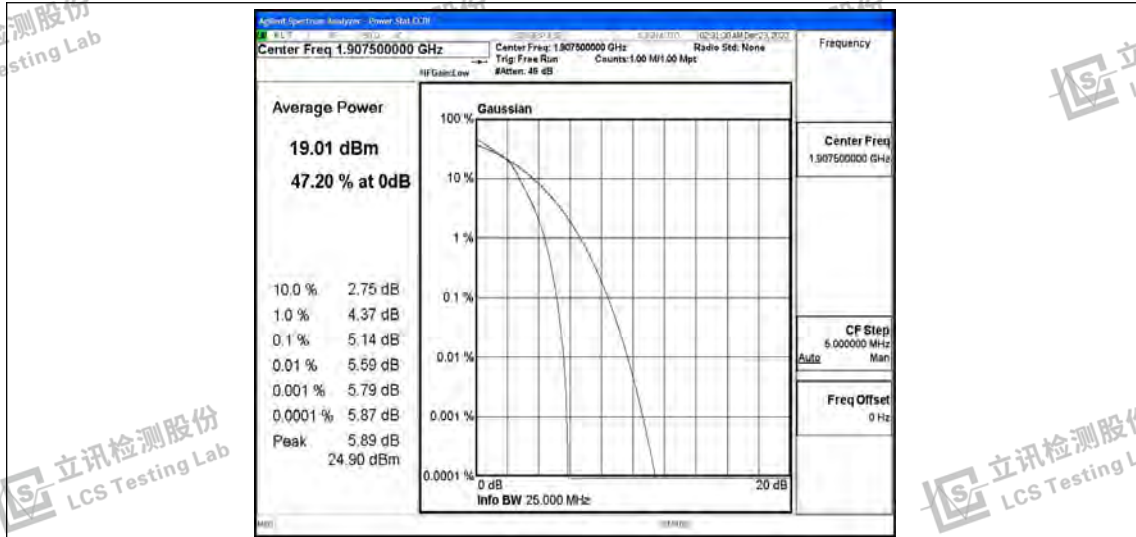 Agilent Spectrum Analyzer - Power Stat CCDF
Center Freq 1.907500000 GHz
Center Freq: 1.907500000 GHz
Radio Std: None
Trig: Free Run
Counts:1.00 M/1.00 Mpt
#IFGain:Low
#Atten: 46 dB
Frequency
Average Power
19.01 dBm
47.20 % at 0dB
10.0 % 2.75 dB
1.0 % 4.37 dB
0.1 % 5.14 dB
0.01 % 5.59 dB
0.001 % 5.79 dB
0.0001 % 5.87 dB
Peak 5.89 dB
24.90 dBm
Gaussian
100 %
10 %
1 %
0.1 %
0.01 %
0.001 %
0.0001 %
0 dB
20 dB
Info BW 25.000 MHz
Center Freq
1.907500000 GHz
CF Step
5.000000 MHz
Auto Man
Freq Offset
0 Hz
检测股份
esting Lab
立讯检测股份
LCS Testing Lab
立讯检测股份
LCS Testing L